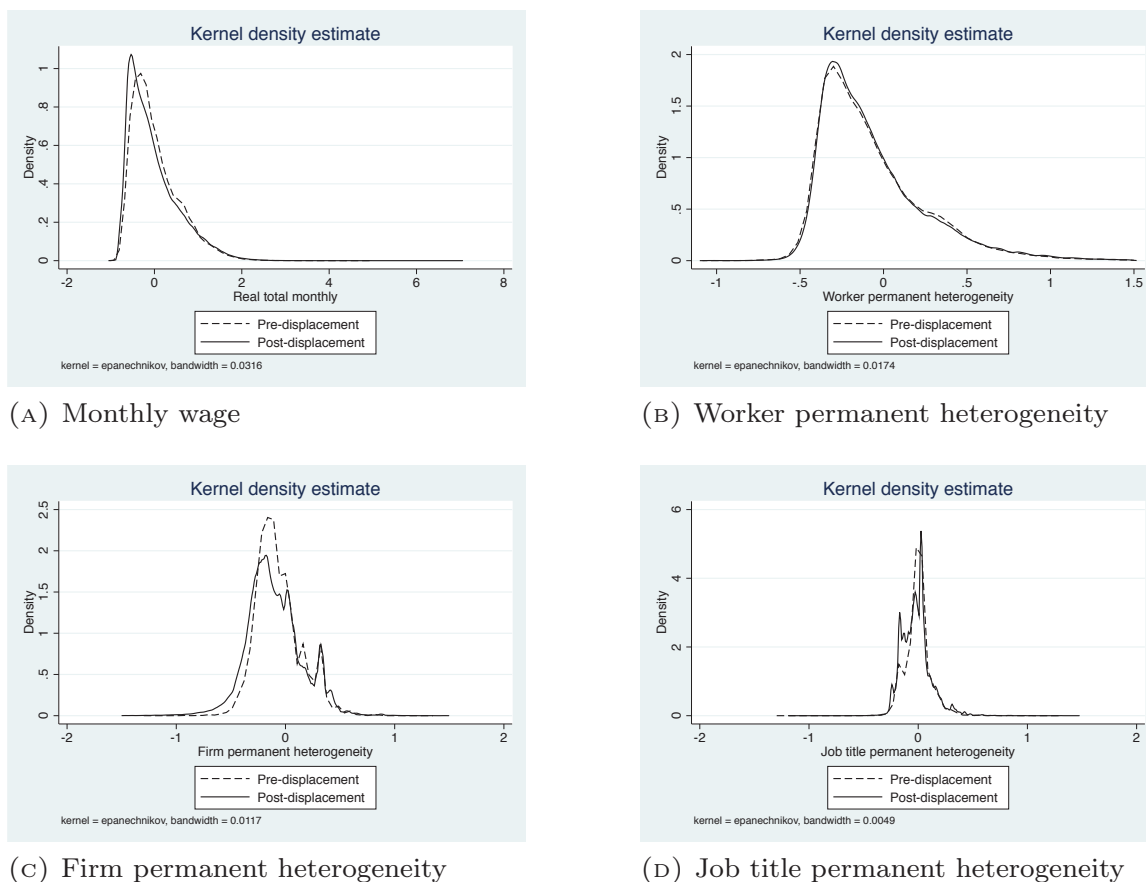 Kernel density estimate
Density
0 .2 .4 .6 .8 1
-2 0 2 4 6 8
Real total monthly
Pre-displacement
Post-displacement
kernel = epanechnikov, bandwidth = 0.0316
(A) Monthly wage
Kernel density estimate
Density
0 .5 1 1.5 2
-1 -.5 0 .5 1 1.5
Worker permanent heterogeneity
Pre-displacement
Post-displacement
kernel = epanechnikov, bandwidth = 0.0174
(B) Worker permanent heterogeneity
Kernel density estimate
Density
0 .5 1 1.5 2 2.5
-2 -1 0 1 2
Firm permanent heterogeneity
Pre-displacement
Post-displacement
kernel = epanechnikov, bandwidth = 0.0117
(C) Firm permanent heterogeneity
Kernel density estimate
Density
0 2 4 6
-2 -1 0 1 2
Job title permanent heterogeneity
Pre-displacement
Post-displacement
kernel = epanechnikov, bandwidth = 0.0049
(D) Job title permanent heterogeneity